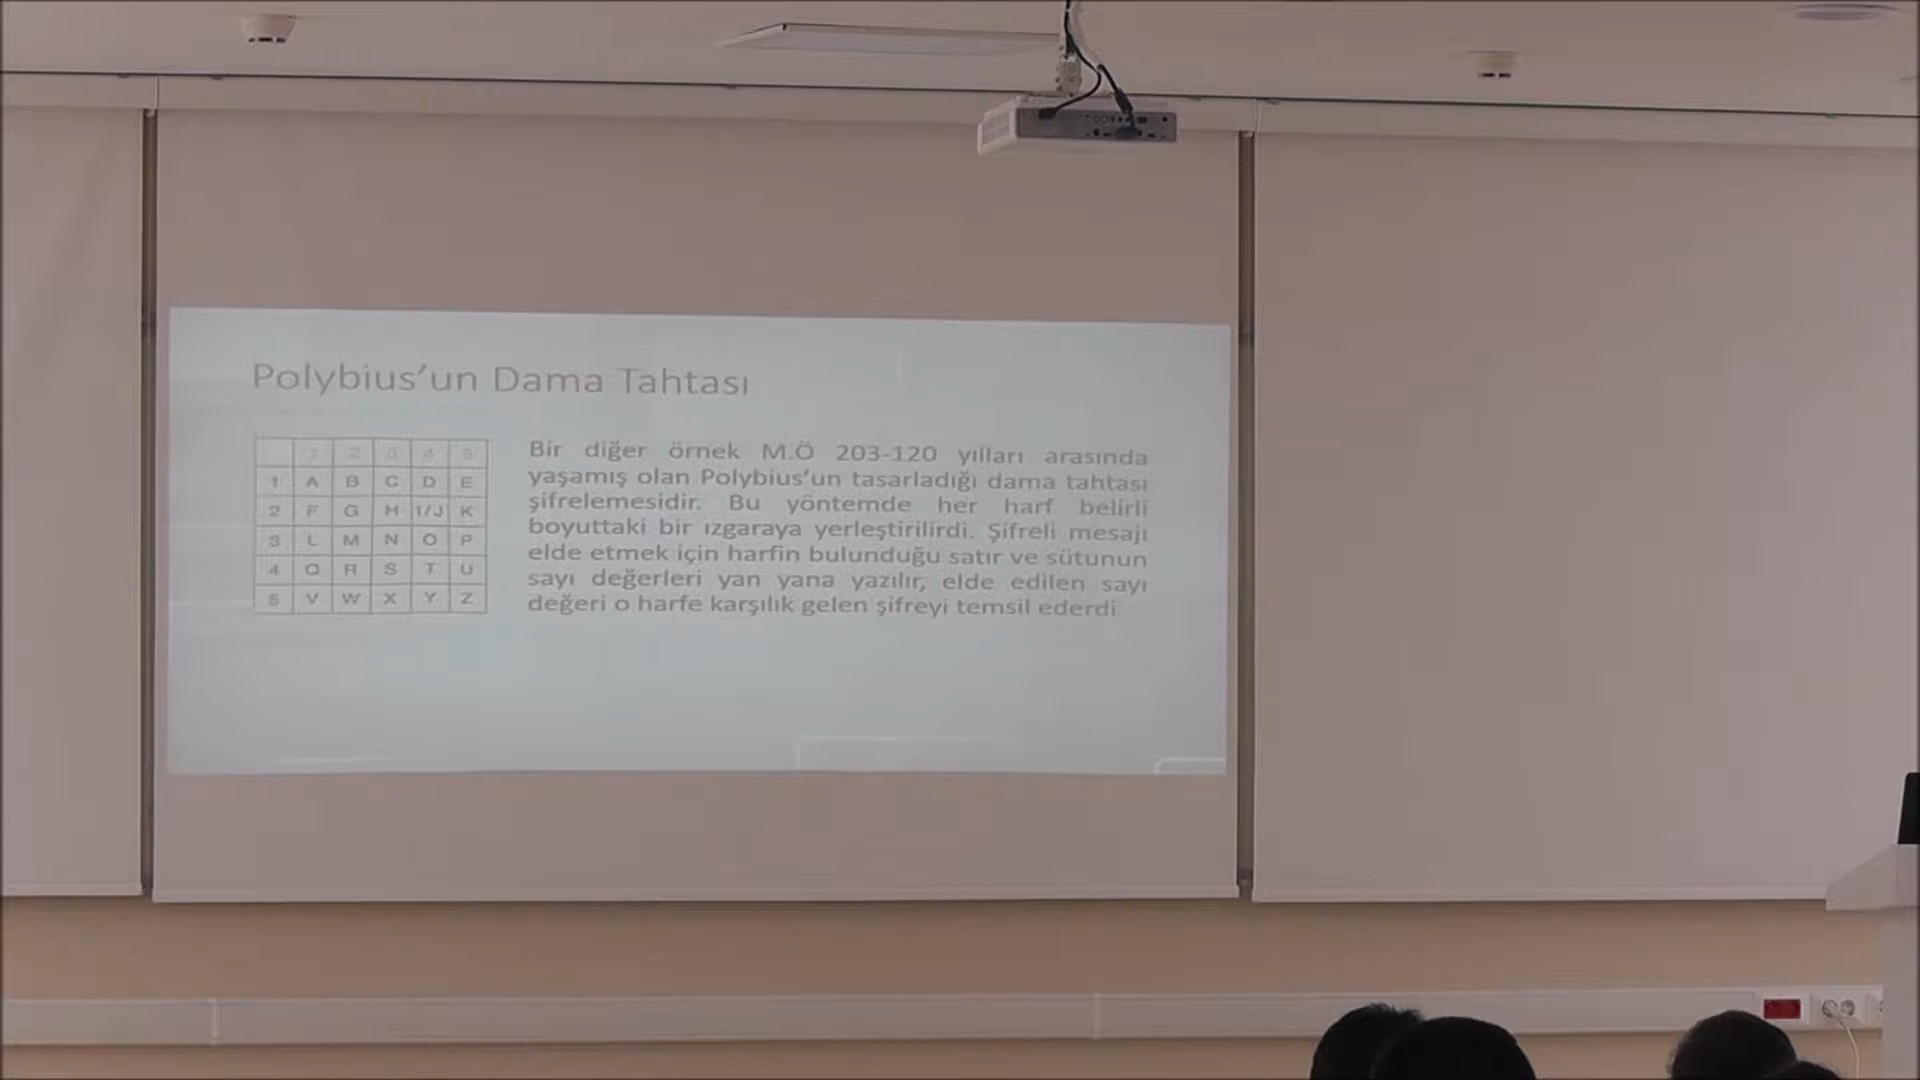 Polybius’un Dama Tahtası
1 2 3 4 5
1 A B C D E
2 F G H I/J K
3 L M N O P
4 Q R S T U
5 V W X Y Z
Bir diğer örnek M.Ö 203-120 yılları arasında
yaşamış olan Polybius’un tasarladığı dama tahtası
şifrelemesidir. Bu yöntemde her harf belirli
boyuttaki bir ızgaraya yerleştirilirdi. Şifreli mesajı
elde etmek için harfin bulunduğu satır ve sütunun
sayı değerleri yan yana yazılır, elde edilen sayı
değeri o harfe karşılık gelen şifreyi temsil ederdi